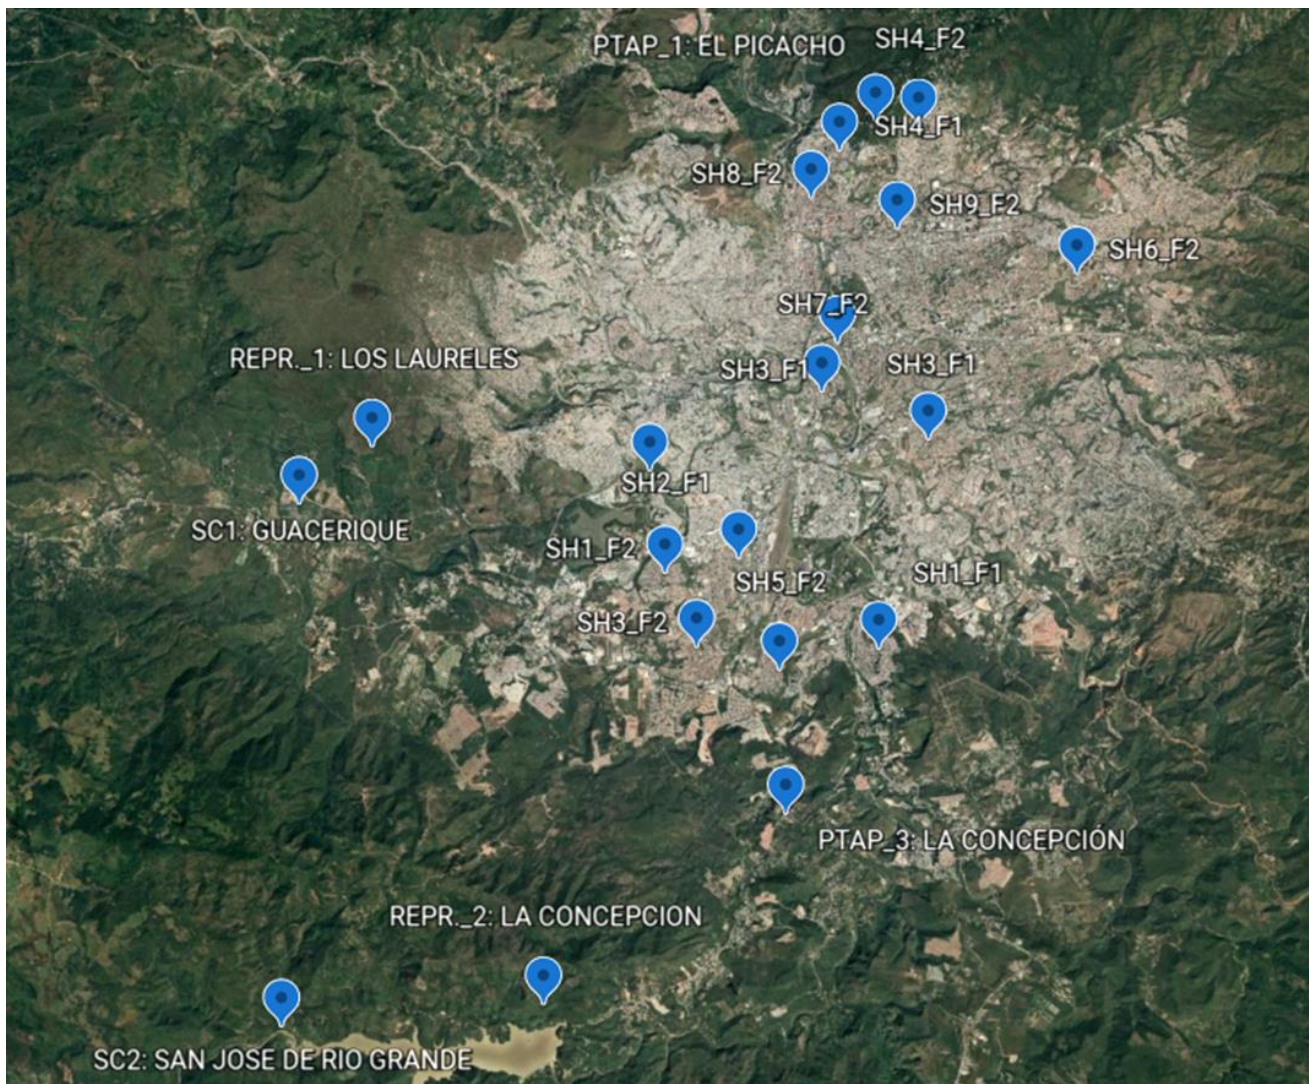 PTAP_1: EL PICACHO
SH4_F2
SH4_F1
SH8_F2
SH9_F2
SH6_F2
SH7_F2
REPR._1: LOS LAURELES
SH3_F1
SH3_F1
SH2_F1
SC1: GUACERIQUE
SH1_F2
SH5_F2
SH1_F1
SH3_F2
PTAP_3: LA CONCEPCIÓN
REPR._2: LA CONCEPCION
SC2: SAN JOSE DE RIO GRANDE